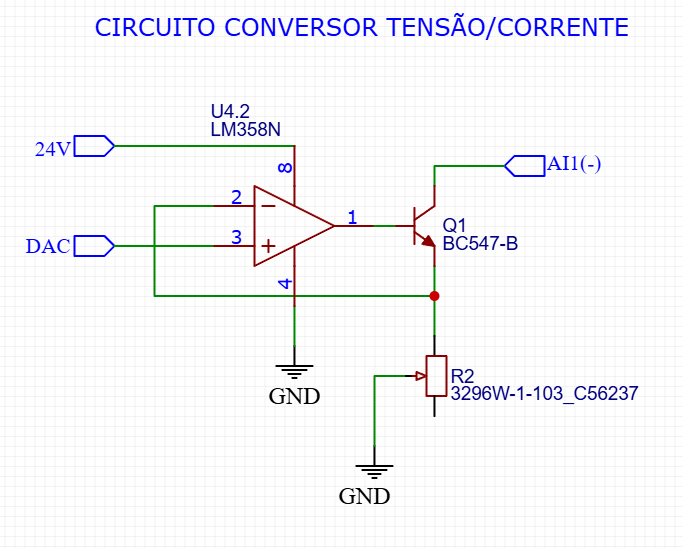 CIRCUITO CONVERSOR TENSÃO/CORRENTE
U4.2
LM358N
24V
8
AI1(-)
2
1
Q1
BC547-B
DAC
3
4
R2
3296W-1-103_C56237
GND
GND